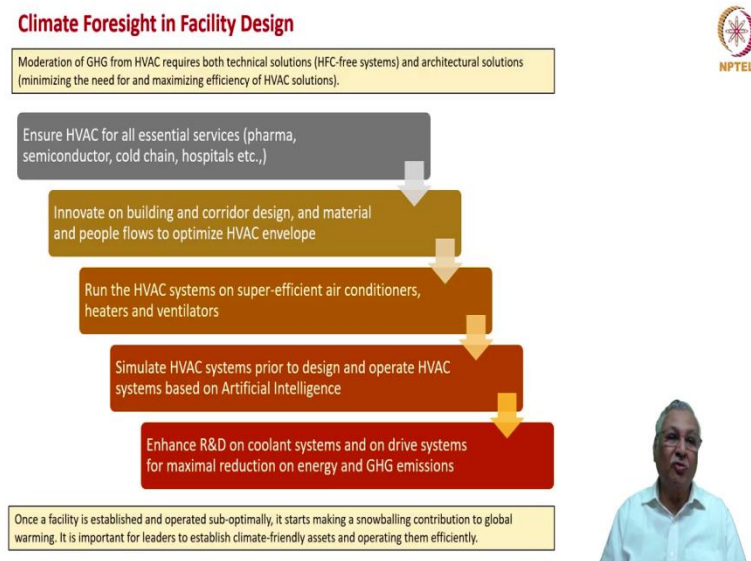 Climate Foresight in Facility Design
NPTEL
Moderation of GHG from HVAC requires both technical solutions (HFC-free systems) and architectural solutions
(minimizing the need for and maximizing efficiency of HVAC solutions).
Ensure HVAC for all essential services (pharma,
semiconductor, cold chain, hospitals etc.,)
Innovate on building and corridor design, and material
and people flows to optimize HVAC envelope
Run the HVAC systems on super-efficient air conditioners,
heaters and ventilators
Simulate HVAC systems prior to design and operate HVAC
systems based on Artificial Intelligence
Enhance R&D on coolant systems and on drive systems
for maximal reduction on energy and GHG emissions
Once a facility is established and operated sub-optimally, it starts making a snowballing contribution to global
warming. It is important for leaders to establish climate-friendly assets and operating them efficiently.